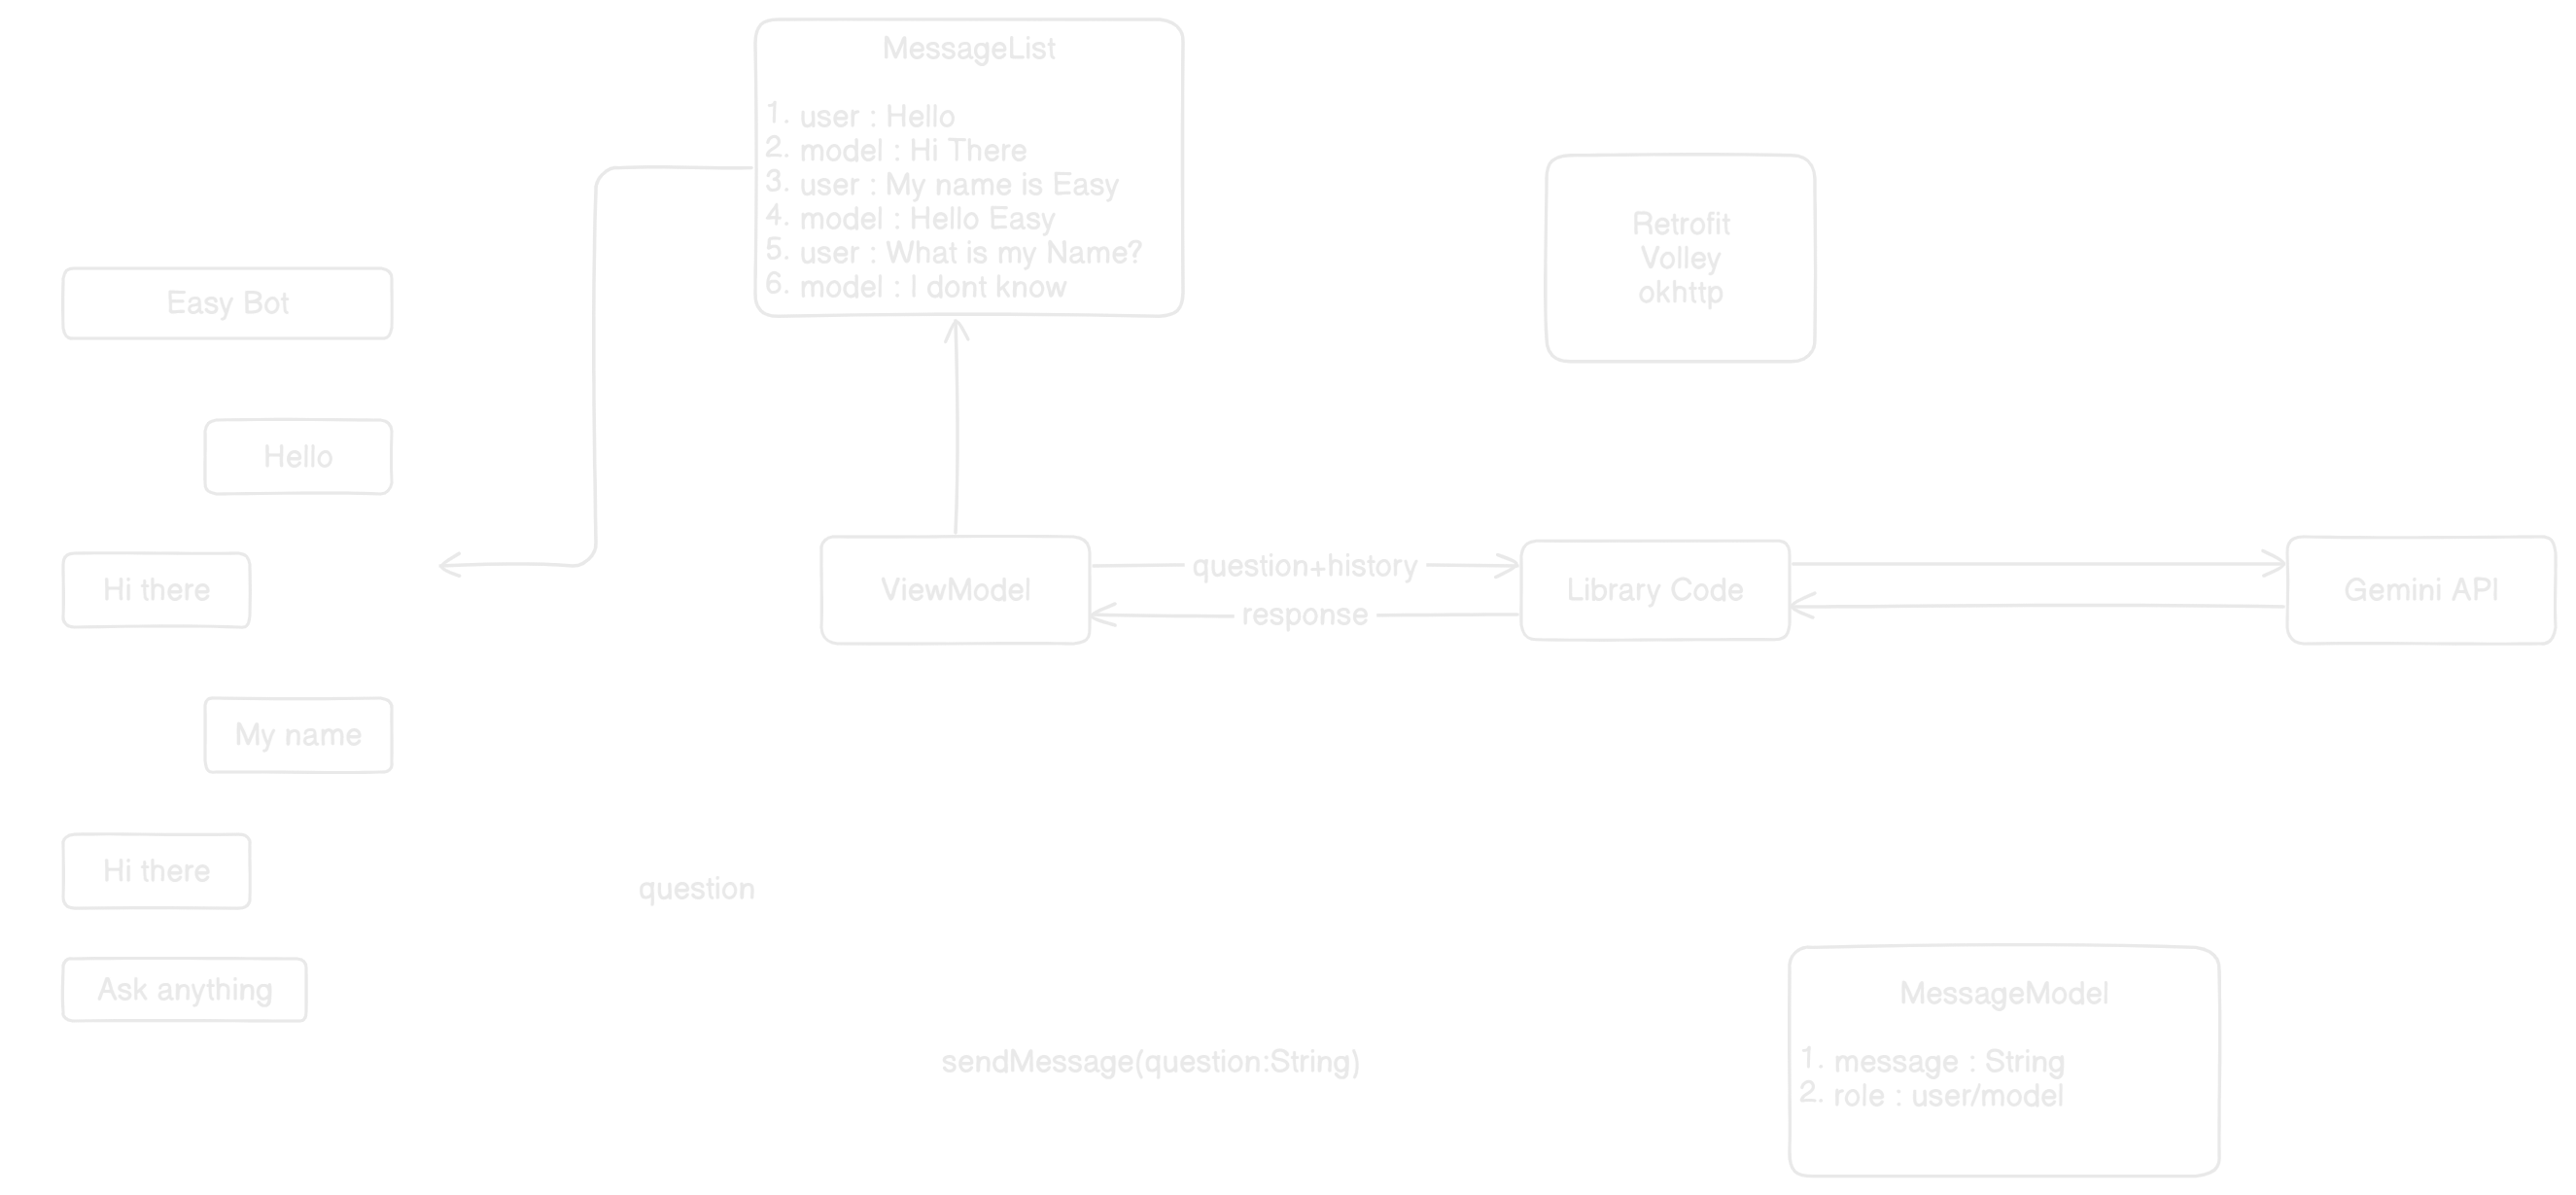 MessageList
1. user : Hello
2. model : Hi There
3. user : My name is Easy
4. model : Hello Easy
5. user : What is my Name?
6. model : I dont know
Retrofit
Volley
okhttp
Easy Bot
Hello
Hi there
ViewModel
question+history
response
Library Code
Gemini API
My name
Hi there
question
Ask anything
sendMessage(question:String)
MessageModel
1. message : String
2. role : user/model